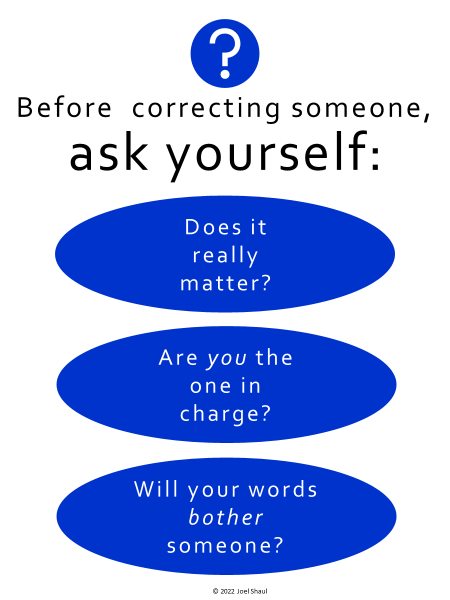 ?
Before correcting someone,
ask yourself:
Does it
really
matter?
Are you the
one in
charge?
Will your words
bother
someone?
© 2022 Joel Shaul